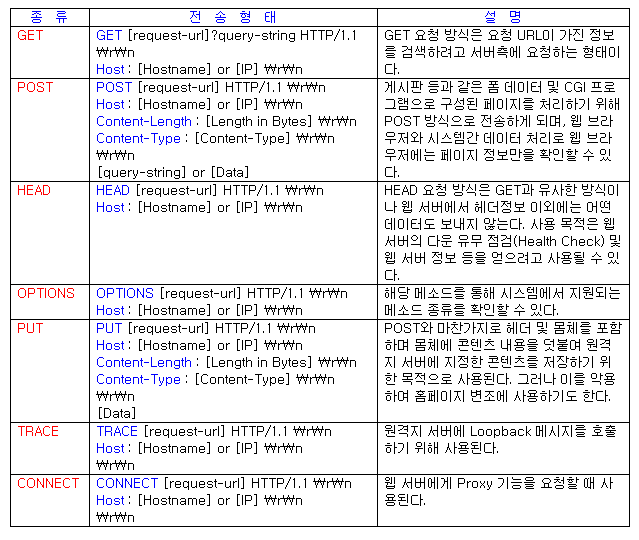 종 류 전 송 형 태 설 명
GET
GET [request-url]?query-string HTTP/1.1
₩r₩n
Host : [Hostname] or [IP] ₩r₩n
GET 요청 방식은 요청 URL이 가진 정보
를 검색하려고 서버측에 요청하는 형태이
다.
POST
POST [request-url] HTTP/1.1 ₩r₩n
Host : [Hostname] or [IP] ₩r₩n
Content-Length : [Length in Bytes] ₩r₩n
Content-Type : [Content-Type] ₩r₩n
₩r₩n
[query-string] or [Data]
게시판 등과 같은 폼 데이터 및 CGI 프로
그램으로 구성된 페이지를 처리하기 위해
POST 방식으로 전송하게 되며, 웹 브라
우저와 시스템간 데이터 처리로 웹 브라
우저에는 페이지 정보만을 확인할 수 있
다.
HEAD
HEAD [request-url] HTTP/1.1 ₩r₩n
Host : [Hostname] or [IP] ₩r₩n
HEAD 요청 방식은 GET과 유사한 방식이
나 웹 서버에서 헤더정보 이외에는 어떤
데이터도 보내지 않는다. 사용 목적은 웹
서버의 다운 유무 점검(Health Check) 및
웹 서버 정보 등을 얻으려고 사용될 수 있
다.
OPTIONS
OPTIONS [request-url] HTTP/1.1 ₩r₩n
Host : [Hostname] or [IP] ₩r₩n
해당 메소드를 통해 시스템에서 지원되는
메소드 종류를 확인할 수 있다.
PUT
PUT [request-url] HTTP/1.1 ₩r₩n
Host : [Hostname] or [IP] ₩r₩n
Content-Length : [Length in Bytes] ₩r₩n
Content-Type : [Content-Type] ₩r₩n
₩r₩n
[Data]
POST와 마찬가지로 헤더 및 몸체를 포함
하며 몸체에 콘텐츠 내용을 덧붙여 원격
지 서버에 지정한 콘텐츠를 저장하기 위
한 목적으로 사용된다. 그러나 이를 악용
하여 홈페이지 변조에 사용하기도 한다.
TRACE
TRACE [request-url] HTTP/1.1 ₩r₩n
Host : [Hostname] or [IP] ₩r₩n
₩r₩n
원격지 서버에 Loopback 메시지를 호출
하기 위해 사용된다.
CONNECT
CONNECT [request-url] HTTP/1.1 ₩r₩n
Host : [Hostname] or [IP] ₩r₩n
₩r₩n
웹 서버에게 Proxy 기능을 요청할 때 사
용된다.